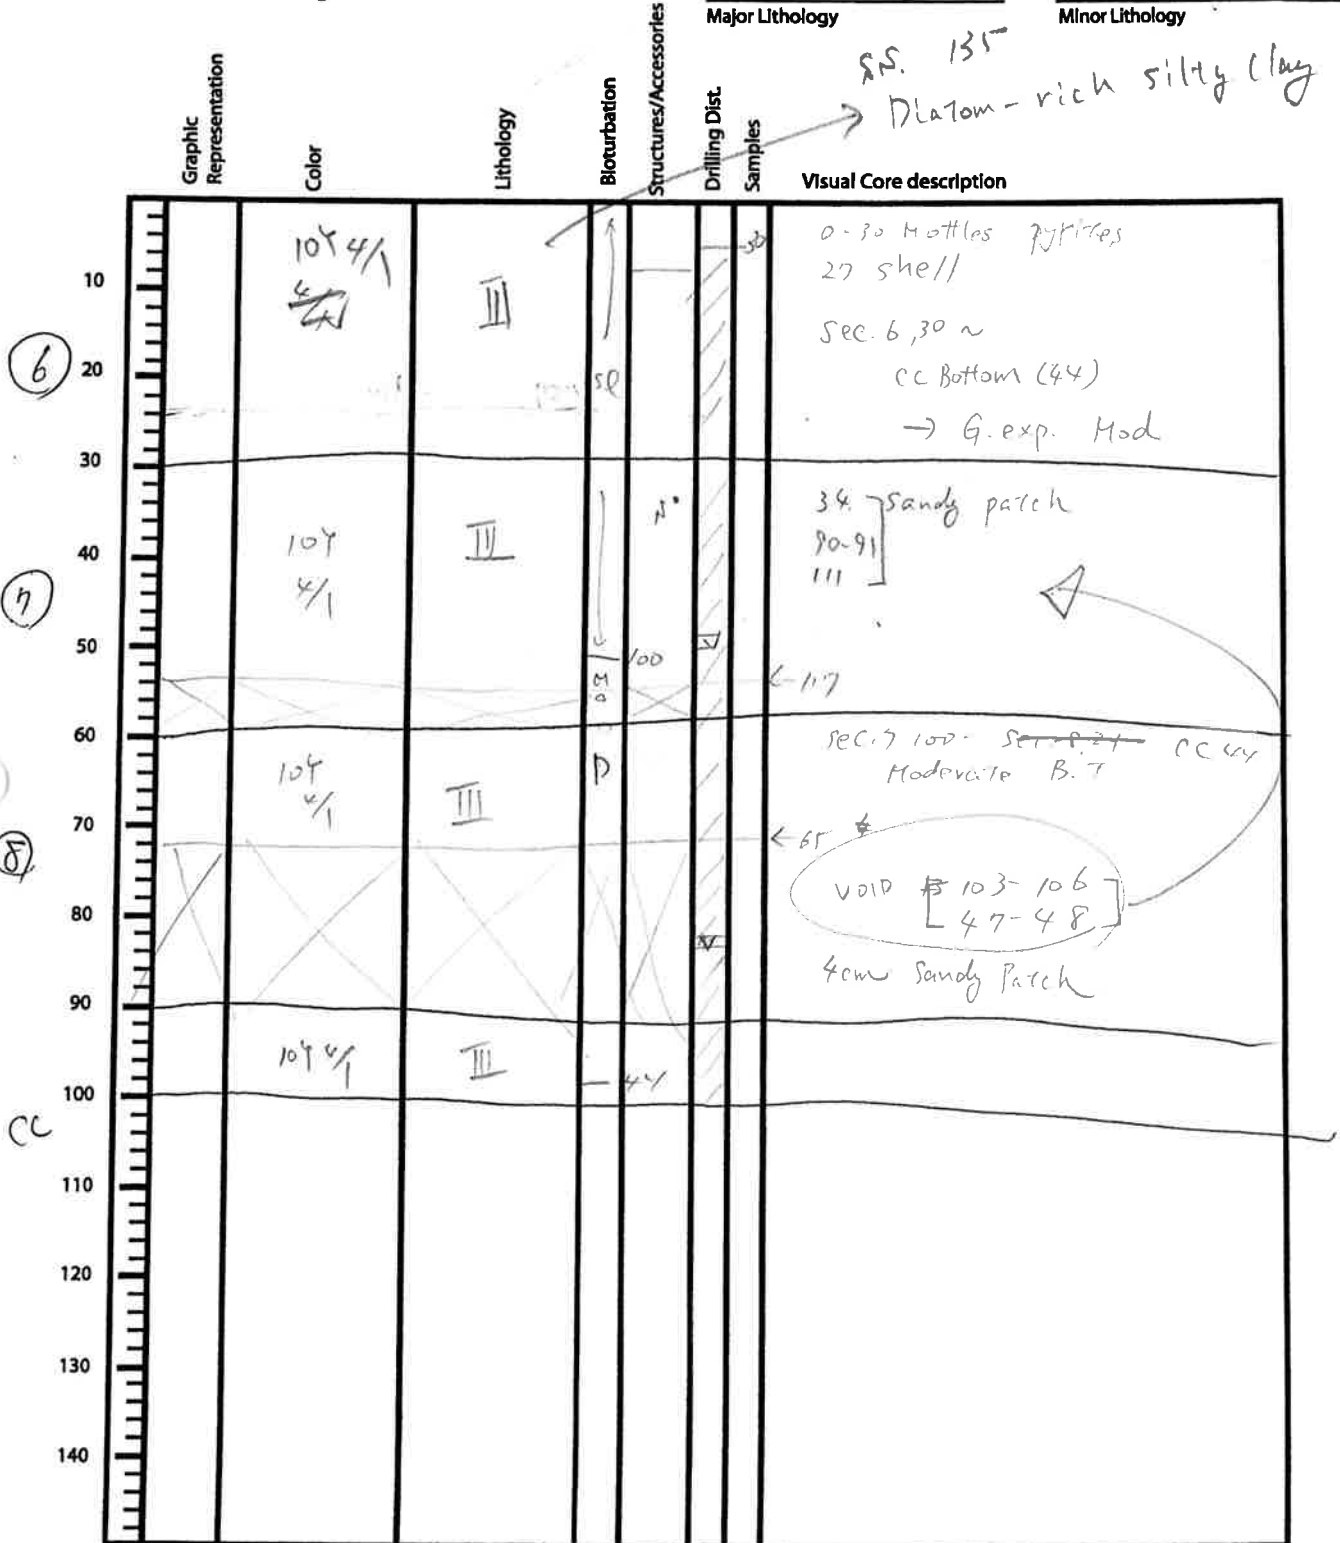 Major Lithology
Minor Lithology
S.S. 135
Diatom-rich silty clay
Graphic Representation
Color
Lithology
Bioturbation
Structures/Accessories
Drilling Dist.
Samples
Visual Core description
10Y 4/1
III
30
0-30 Mottles pyrites
27 shell
10
Sec. 6, 30 ~
6
20
sl
CC Bottom (44)
→ G.exp. Mod
30
34
Sandy patch
90-91
111
10Y
4/1
III
40
7
50
100
V
MOD
← 117
60
Sec. 7 100- CC 44
Moderate B.T
10Y
4/1
III
70
← 65
8
VOID 103-106
47-48
80
V
4cm Sandy Patch
90
10Y 4/1
III
44
100
CC
110
120
130
140